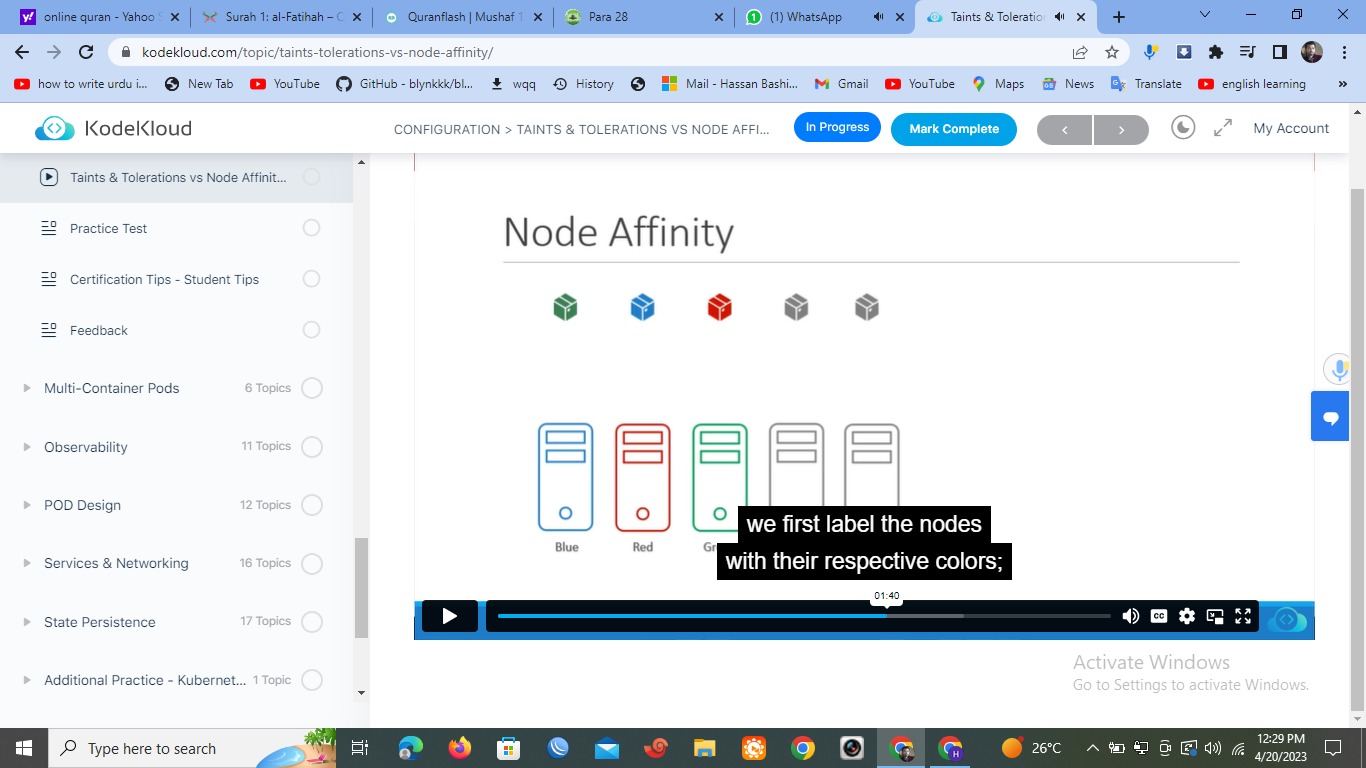 online quran - Yahoo S
Surah 1: al-Fatihah – C
Quranflash | Mushaf 1
Para 28
(1) WhatsApp
Taints & Toleration
kodekloud.com/topic/taints-tolerations-vs-node-affinity/
how to write urdu i...
New Tab
YouTube
GitHub - blynkkk/bl...
wqq
History
Mail - Hassan Bashi...
Gmail
YouTube
Maps
News
Translate
english learning
»
KodeKloud
CONFIGURATION > TAINTS & TOLERATIONS VS NODE AFFI...
In Progress
Mark Complete
My Account
Taints & Tolerations vs Node Affinit...
Practice Test
Certification Tips - Student Tips
Feedback
Multi-Container Pods 6 Topics
Observability 11 Topics
POD Design 12 Topics
Services & Networking 16 Topics
State Persistence 17 Topics
Additional Practice - Kubernet... 1 Topic
Node Affinity
Blue
Red
we first label the nodes
with their respective colors;
01:40
CC
Activate Windows
Go to Settings to activate Windows.
Type here to search
26°C
12:29 PM
4/20/2023